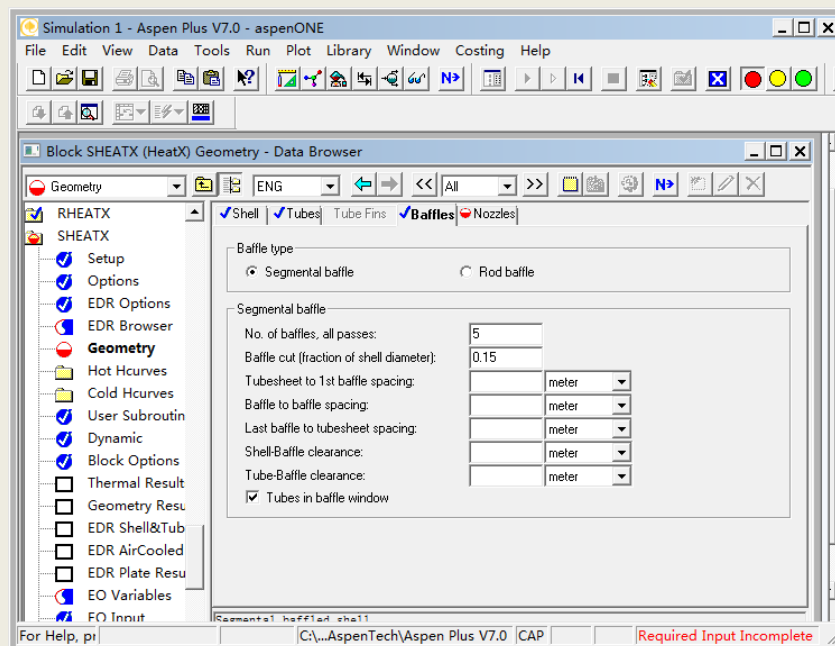 Simulation 1 - Aspen Plus V7.0 - aspenONE
File Edit View Data Tools Run Plot Library Window Costing Help
N>
Block SHEATX (HeatX) Geometry - Data Browser
Geometry ENG << All >> N>
RHEATX
SHEATX
Setup
Options
EDR Options
EDR Browser
Geometry
Hot Hcurves
Cold Hcurves
User Subroutin
Dynamic
Block Options
Thermal Result
Geometry Resu
EDR Shell&Tub
EDR AirCooled
EDR Plate Resu
EO Variables
EO Input
Shell Tubes Tube Fins Baffles Nozzles
Baffle type
Segmental baffle Rod baffle
Segmental baffle
No. of baffles, all passes: 5
Baffle cut (fraction of shell diameter): 0.15
Tubesheet to 1st baffle spacing: meter
Baffle to baffle spacing: meter
Last baffle to tubesheet spacing: meter
Shell-Baffle clearance: meter
Tube-Baffle clearance: meter
Tubes in baffle window
Segmental baffled shell
For Help, pr C:\...AspenTech\Aspen Plus V7.0 CAP Required Input Incomplete